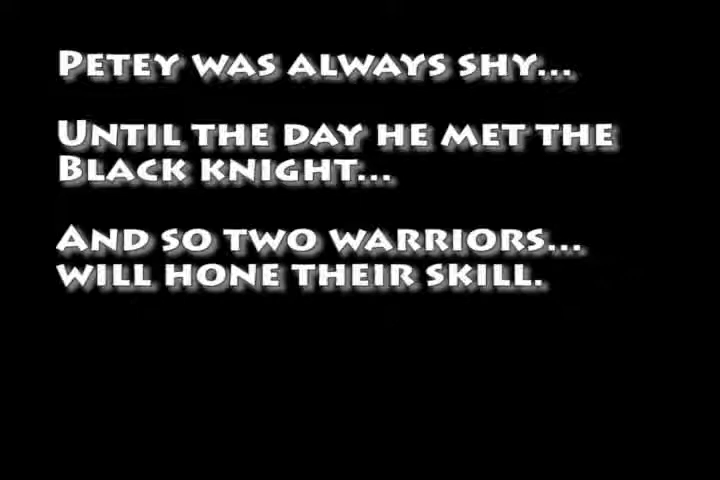 Petey was always shy...
Until the day he met the
Black knight...
And so two warriors...
will hone their skill.